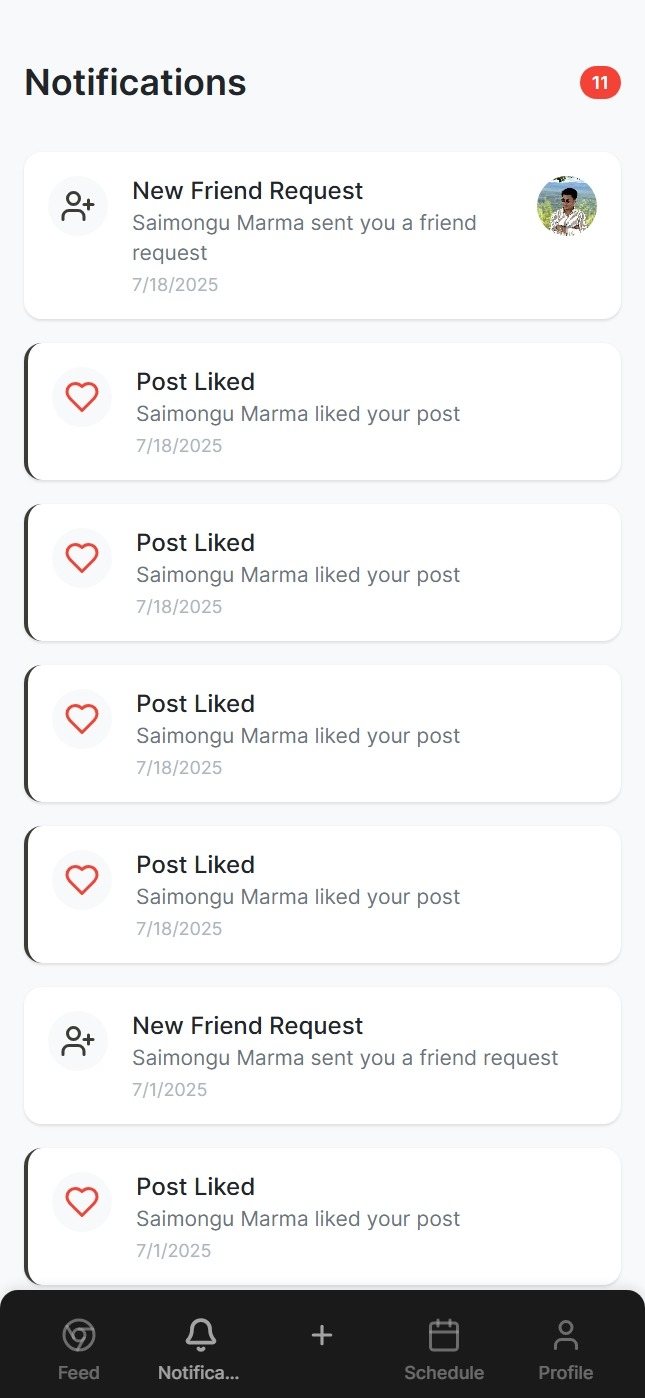 Notifications
11
New Friend Request
Saimongu Marma sent you a friend
request
7/18/2025
Post Liked
Saimongu Marma liked your post
7/18/2025
Post Liked
Saimongu Marma liked your post
7/18/2025
Post Liked
Saimongu Marma liked your post
7/18/2025
Post Liked
Saimongu Marma liked your post
7/18/2025
New Friend Request
Saimongu Marma sent you a friend request
7/1/2025
Post Liked
Saimongu Marma liked your post
7/1/2025
Feed
Notifica...
Schedule
Profile